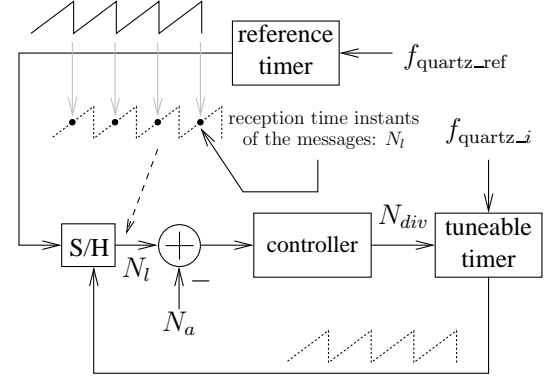 reference
timer
f_quartz_ref
reception time instants
of the messages: N_l
f_quartz_i
S/H
N_l
+
−
N_a
controller
N_div
tuneable
timer